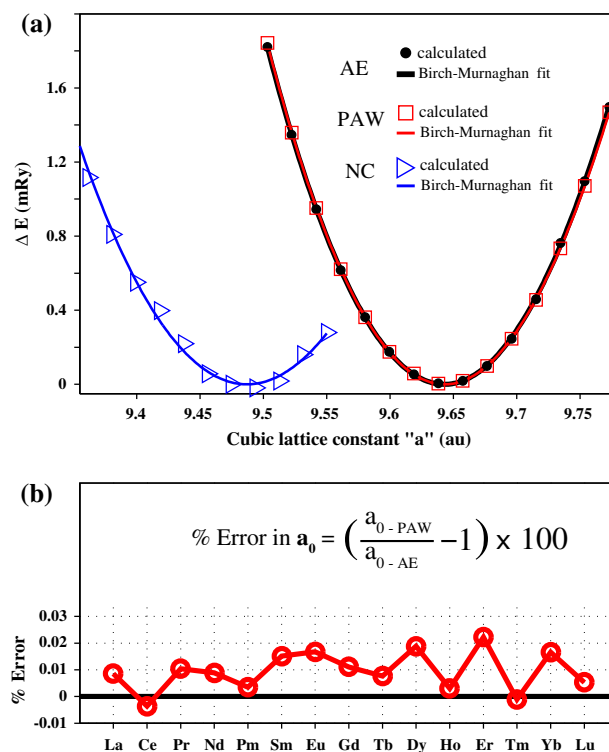 (a)
1.8
1.2
0.8
0.4
0
Δ E (mRy)
AE
calculated
Birch-Murnaghan fit
PAW
calculated
Birch-Murnaghan fit
NC
calculated
Birch-Murnaghan fit
9.4 9.45 9.5 9.55 9.6 9.65 9.7 9.75
Cubic lattice constant "a" (au)
(b)
% Error in a0 = (a0 - PAW / a0 - AE − 1) × 100
0.03
0.02
0.01
0
-0.01
% Error
La Ce Pr Nd Pm Sm Eu Gd Tb Dy Ho Er Tm Yb Lu